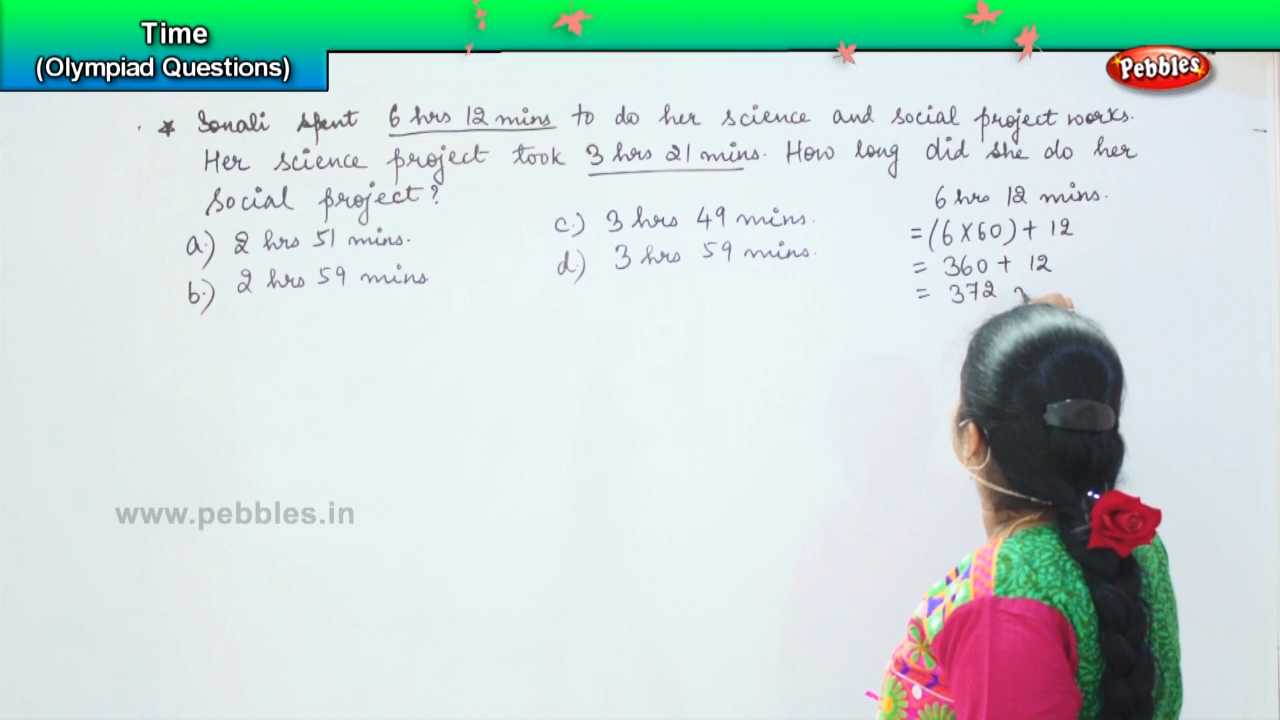 Time
(Olympiad Questions)
Pebbles
* Sonali spent 6 hrs 12 mins to do her science and social project works.
Her science project took 3 hrs 21 mins. How long did she do her
social project?
a.) 2 hrs 51 mins.
b.) 2 hrs 59 mins
c.) 3 hrs 49 mins.
d.) 3 hrs 59 mins.
6 hrs 12 mins.
= (6 X 60) + 12
= 360 + 12
= 372
www.pebbles.in